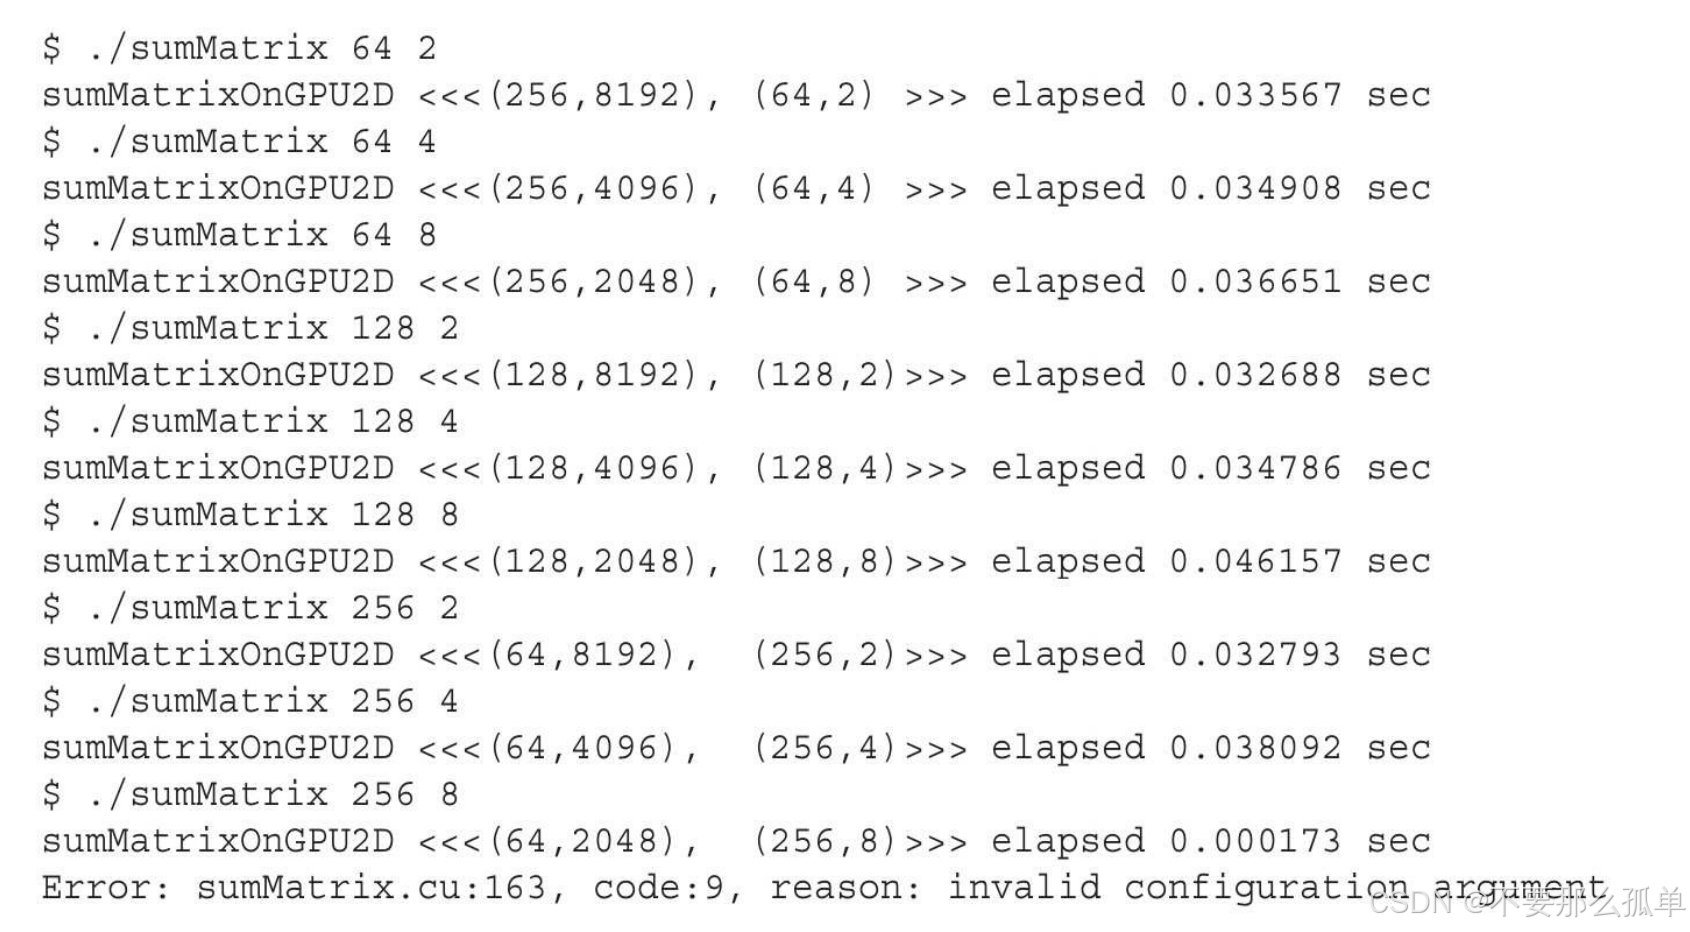 $ ./sumMatrix 64 2
sumMatrixOnGPU2D <<<(256,8192), (64,2) >>> elapsed 0.033567 sec
$ ./sumMatrix 64 4
sumMatrixOnGPU2D <<<(256,4096), (64,4) >>> elapsed 0.034908 sec
$ ./sumMatrix 64 8
sumMatrixOnGPU2D <<<(256,2048), (64,8) >>> elapsed 0.036651 sec
$ ./sumMatrix 128 2
sumMatrixOnGPU2D <<<(128,8192), (128,2)>>> elapsed 0.032688 sec
$ ./sumMatrix 128 4
sumMatrixOnGPU2D <<<(128,4096), (128,4)>>> elapsed 0.034786 sec
$ ./sumMatrix 128 8
sumMatrixOnGPU2D <<<(128,2048), (128,8)>>> elapsed 0.046157 sec
$ ./sumMatrix 256 2
sumMatrixOnGPU2D <<<(64,8192),  (256,2)>>> elapsed 0.032793 sec
$ ./sumMatrix 256 4
sumMatrixOnGPU2D <<<(64,4096),  (256,4)>>> elapsed 0.038092 sec
$ ./sumMatrix 256 8
sumMatrixOnGPU2D <<<(64,2048),  (256,8)>>> elapsed 0.000173 sec
Error: sumMatrix.cu:163, code:9, reason: invalid configuration argument
CSDN @不要那么孤单